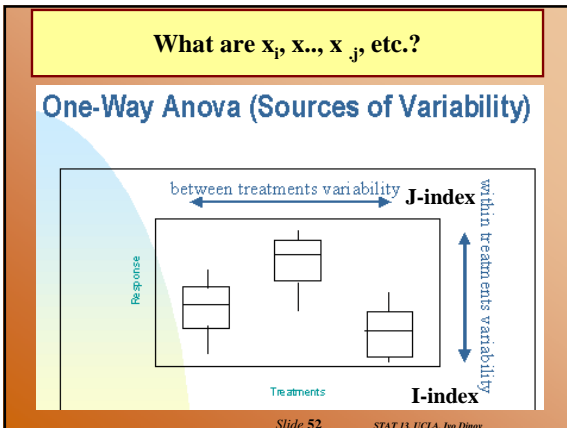 What are xᵢ, x.., x .ⱼ, etc.?
One-Way Anova (Sources of Variability)
between treatments variability
J-index
within treatments variability
Response
Treatments
I-index
Slide 52
STAT 13, UCLA, Ivo Dinov